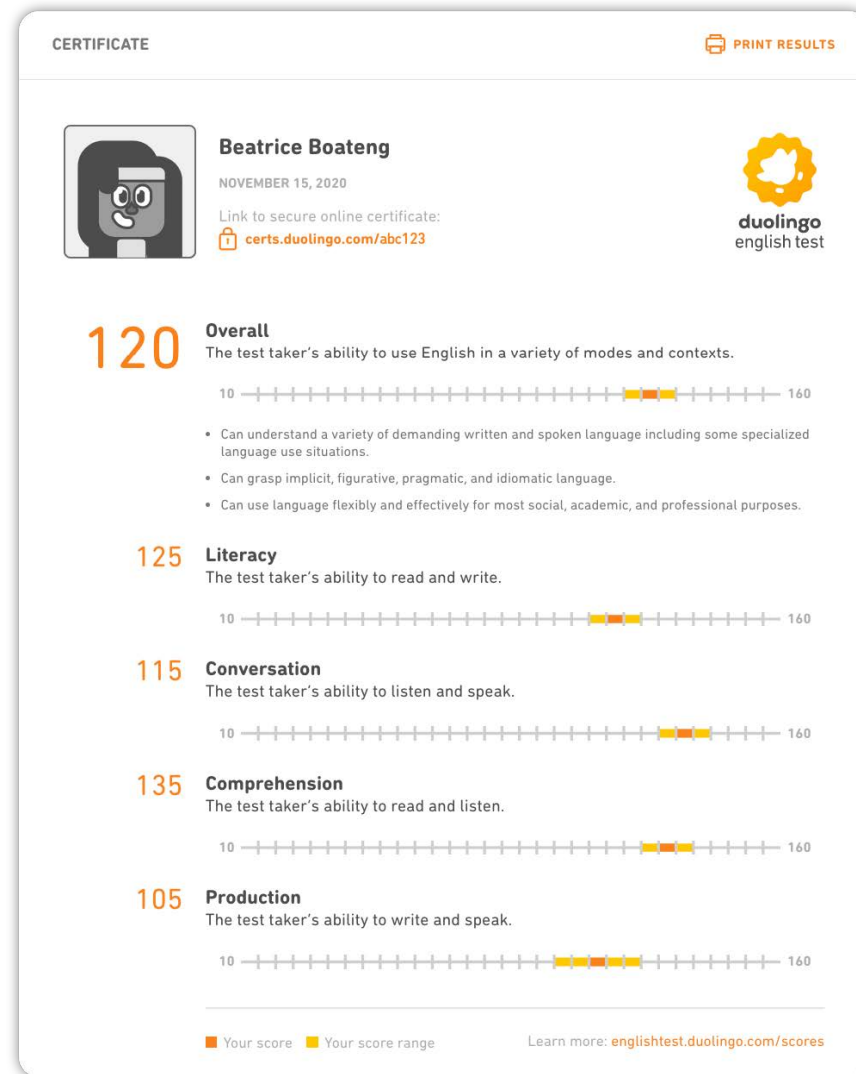 CERTIFICATE
PRINT RESULTS
Beatrice Boateng
NOVEMBER 15, 2020
Link to secure online certificate:
certs.duolingo.com/abc123
duolingo
english test
120
Overall
The test taker's ability to use English in a variety of modes and contexts.
10 160
• Can understand a variety of demanding written and spoken language including some specialized
language use situations.
• Can grasp implicit, figurative, pragmatic, and idiomatic language.
• Can use language flexibly and effectively for most social, academic, and professional purposes.
125 Literacy
The test taker's ability to read and write.
10 160
115 Conversation
The test taker's ability to listen and speak.
10 160
135 Comprehension
The test taker's ability to read and listen.
10 160
105 Production
The test taker's ability to write and speak.
10 160
Your score Your score range Learn more: englishtest.duolingo.com/scores